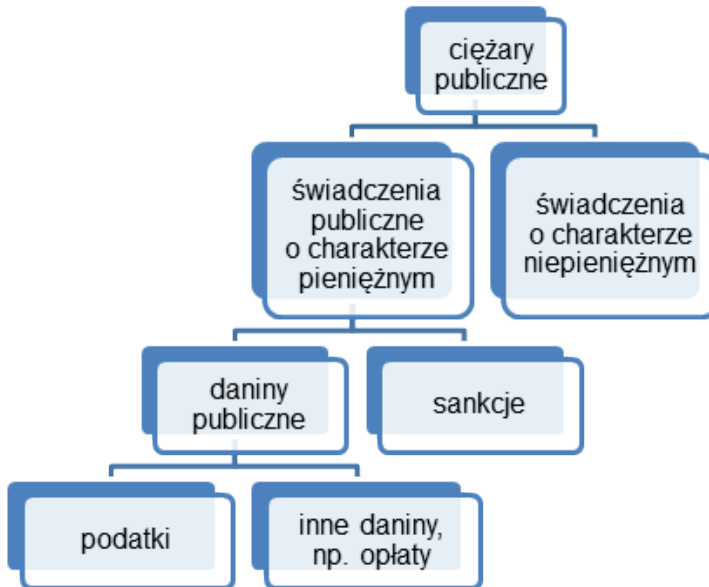 ciężary
publiczne
świadczenia
publiczne
o charakterze
pieniężnym
świadczenia
o charakterze
niepieniężnym
daniny
publiczne
sankcje
podatki
inne daniny,
np. opłaty